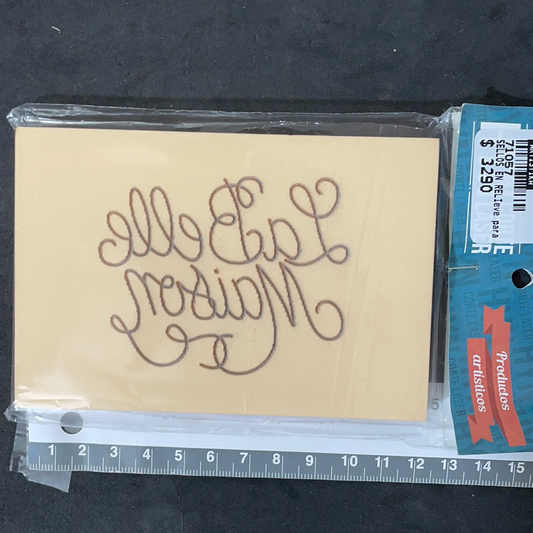 La Belle
Maison
71057
SELLOS EN RELIeve para
$ 3290
Productos
artísticos
5
1 2 3 4 5 6 7 8 9 10 11 12 13 14 15